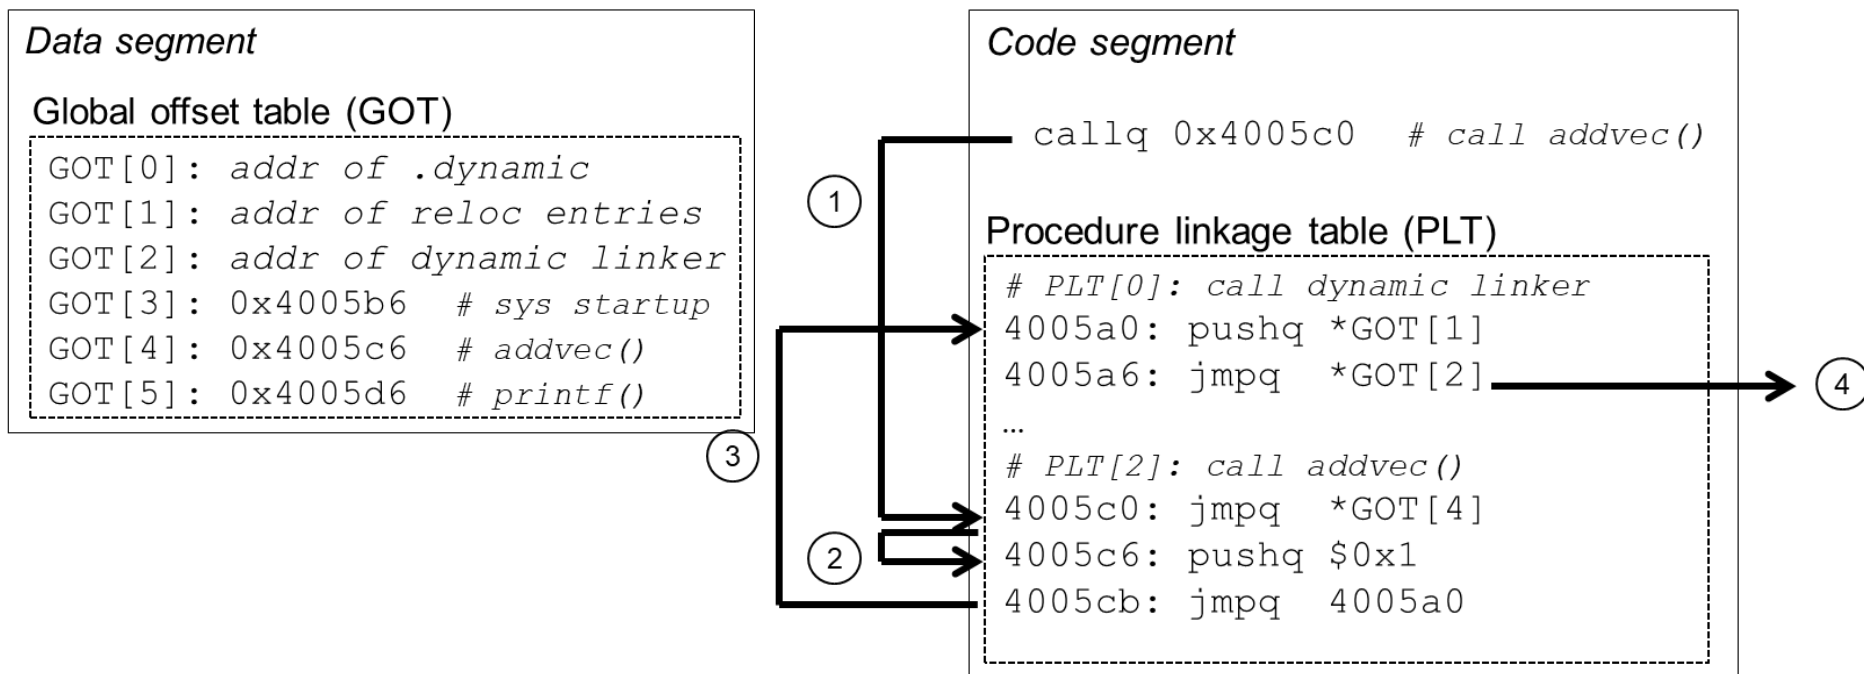 Data segment
Global offset table (GOT)
GOT[0]: addr of .dynamic
GOT[1]: addr of reloc entries
GOT[2]: addr of dynamic linker
GOT[3]: 0x4005b6 # sys startup
GOT[4]: 0x4005c6 # addvec()
GOT[5]: 0x4005d6 # printf()
1
2
3
4
Code segment
callq 0x4005c0 # call addvec()
Procedure linkage table (PLT)
# PLT[0]: call dynamic linker
4005a0: pushq *GOT[1]
4005a6: jmpq *GOT[2]
…
# PLT[2]: call addvec()
4005c0: jmpq *GOT[4]
4005c6: pushq $0x1
4005cb: jmpq 4005a0